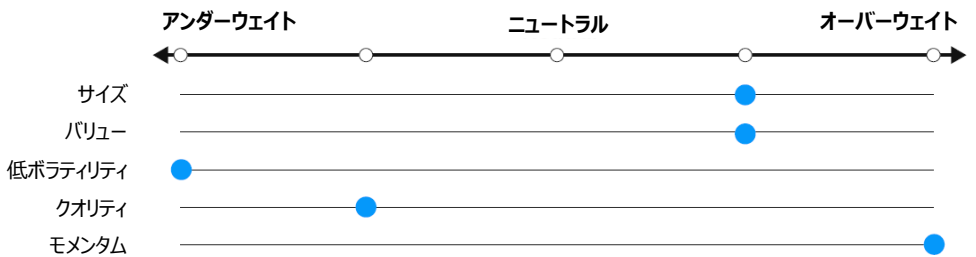 アンダーウェイト ニュートラル オーバーウェイト
サイズ
バリュー
低ボラティリティ
クオリティ
モメンタム